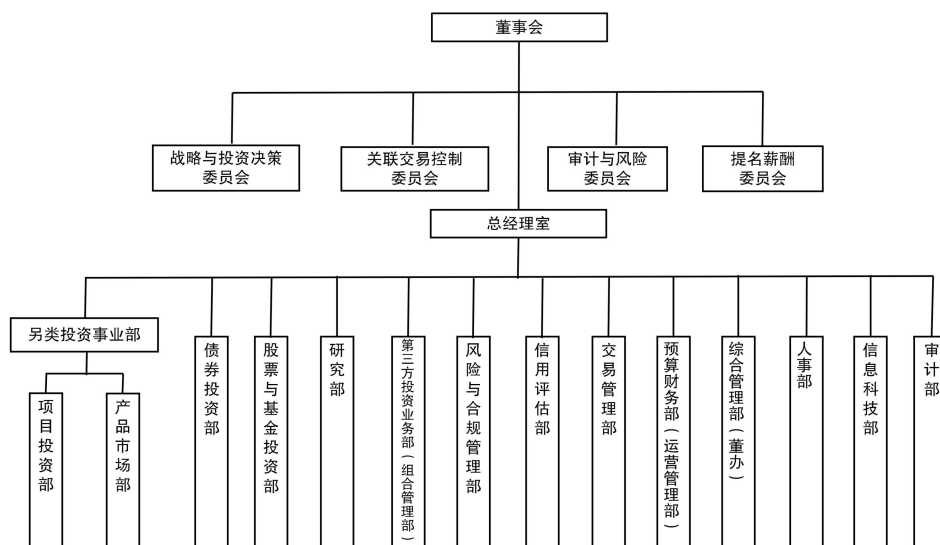 董事会
战略与投资决策
委员会
关联交易控制
委员会
审计与风险
委员会
提名薪酬
委员会
总经理室
另类投资事业部
项目投资部
产品市场部
债券投资部
股票与基金投资部
研究部
第三方投资业务部(组合管理部)
风险与合规管理部
信用评估部
交易管理部
预算财务部(运营管理部)
综合管理部(董办)
人事部
信息科技部
审计部